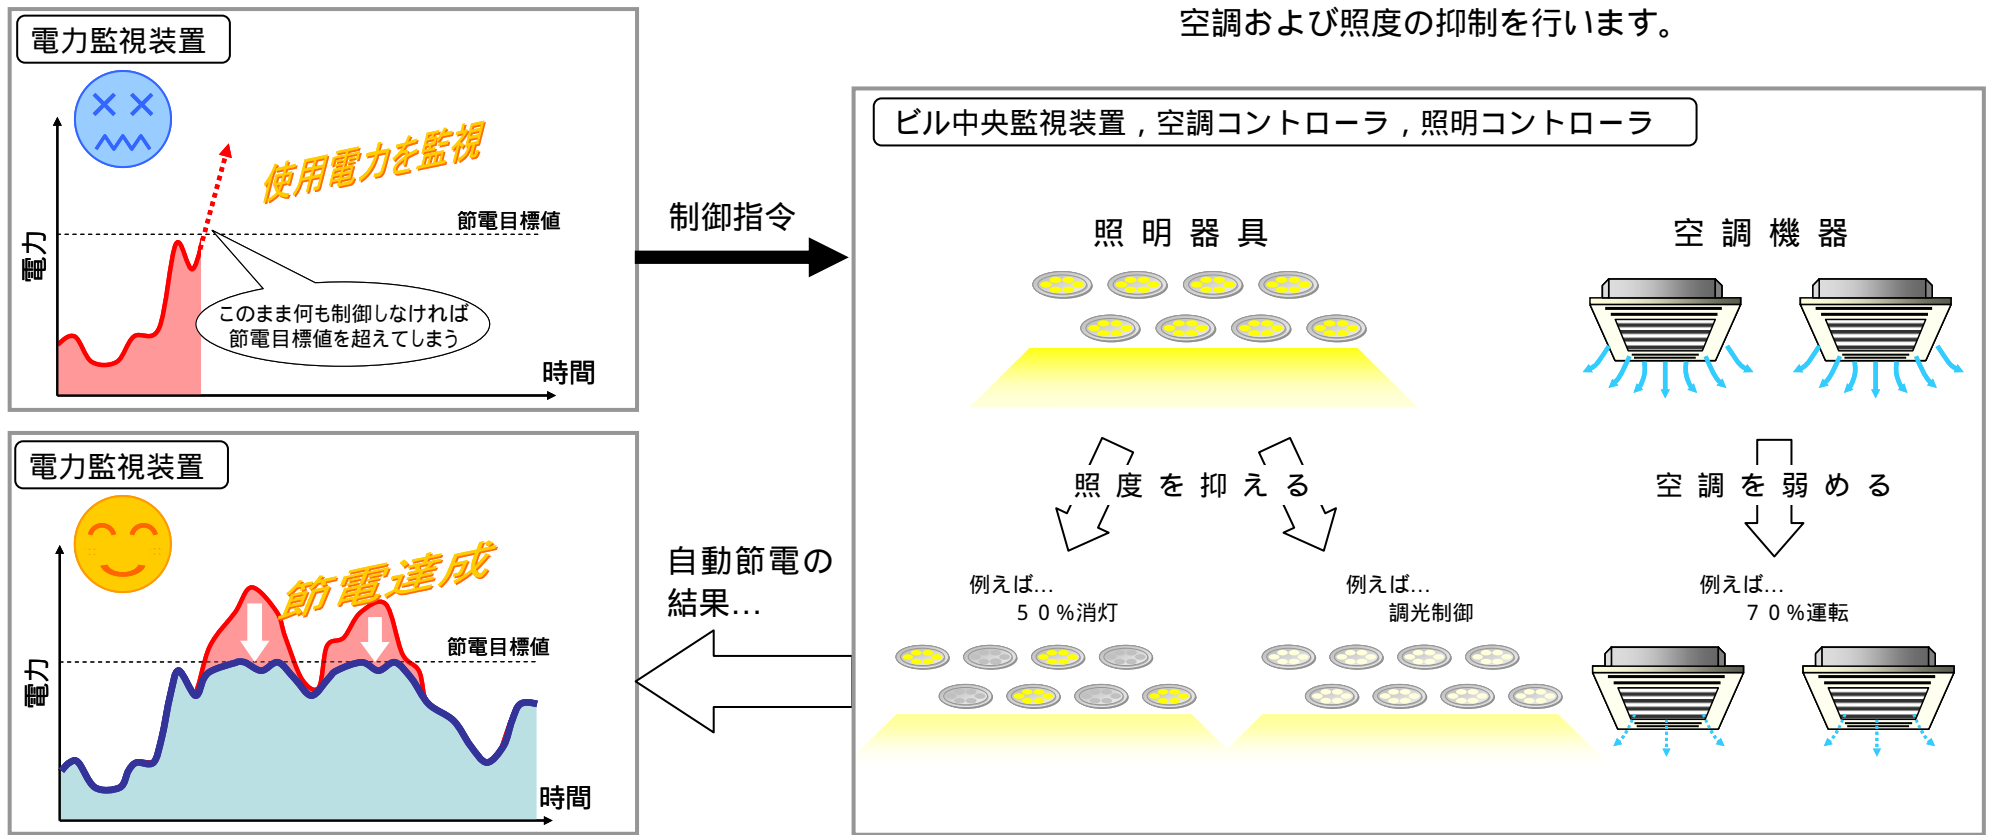 空調および照度の抑制を行います。
電力監視装置
使用電力を監視
節電目標値
電力
このまま何も制御しなければ
節電目標値を超えてしまう
時間
制御指令
ビル中央監視装置，空調コントローラ，照明コントローラ
照明器具
空調機器
照度を抑える
空調を弱める
例えば…
５０％消灯
例えば…
調光制御
例えば…
７０％運転
自動節電の
結果…
電力監視装置
節電達成
節電目標値
電力
時間